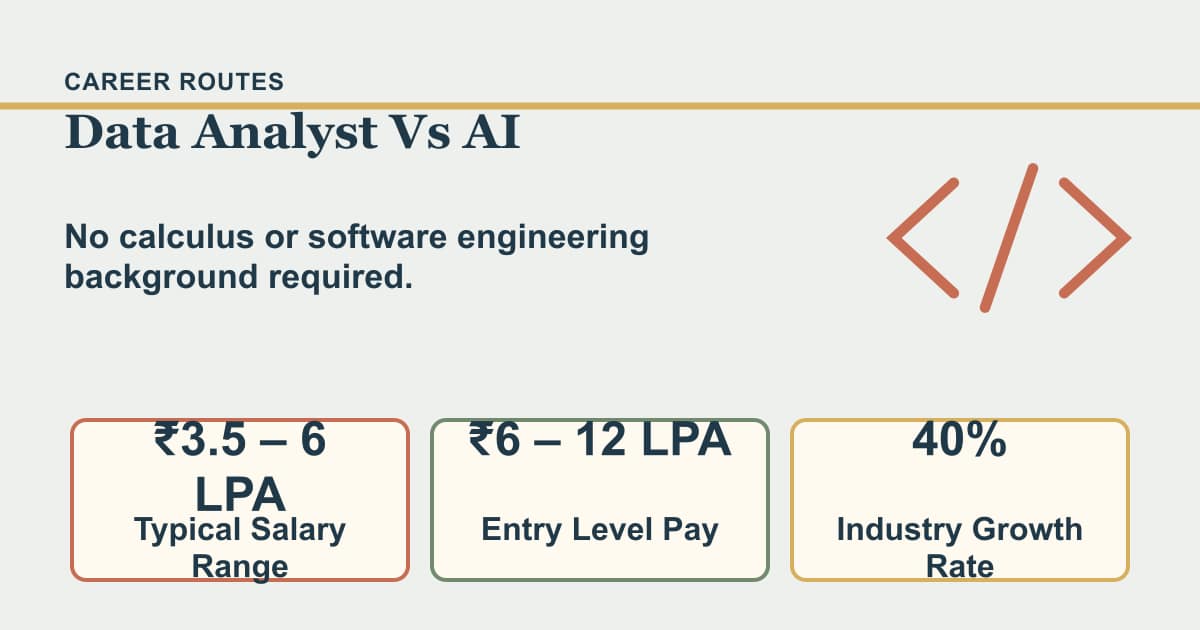 CAREER ROUTES
Data Analyst Vs AI
No calculus or software engineering
background required.
₹3.5 – 6
LPA
Typical Salary
Range
₹6 – 12 LPA
Entry Level Pay
40%
Industry Growth
Rate